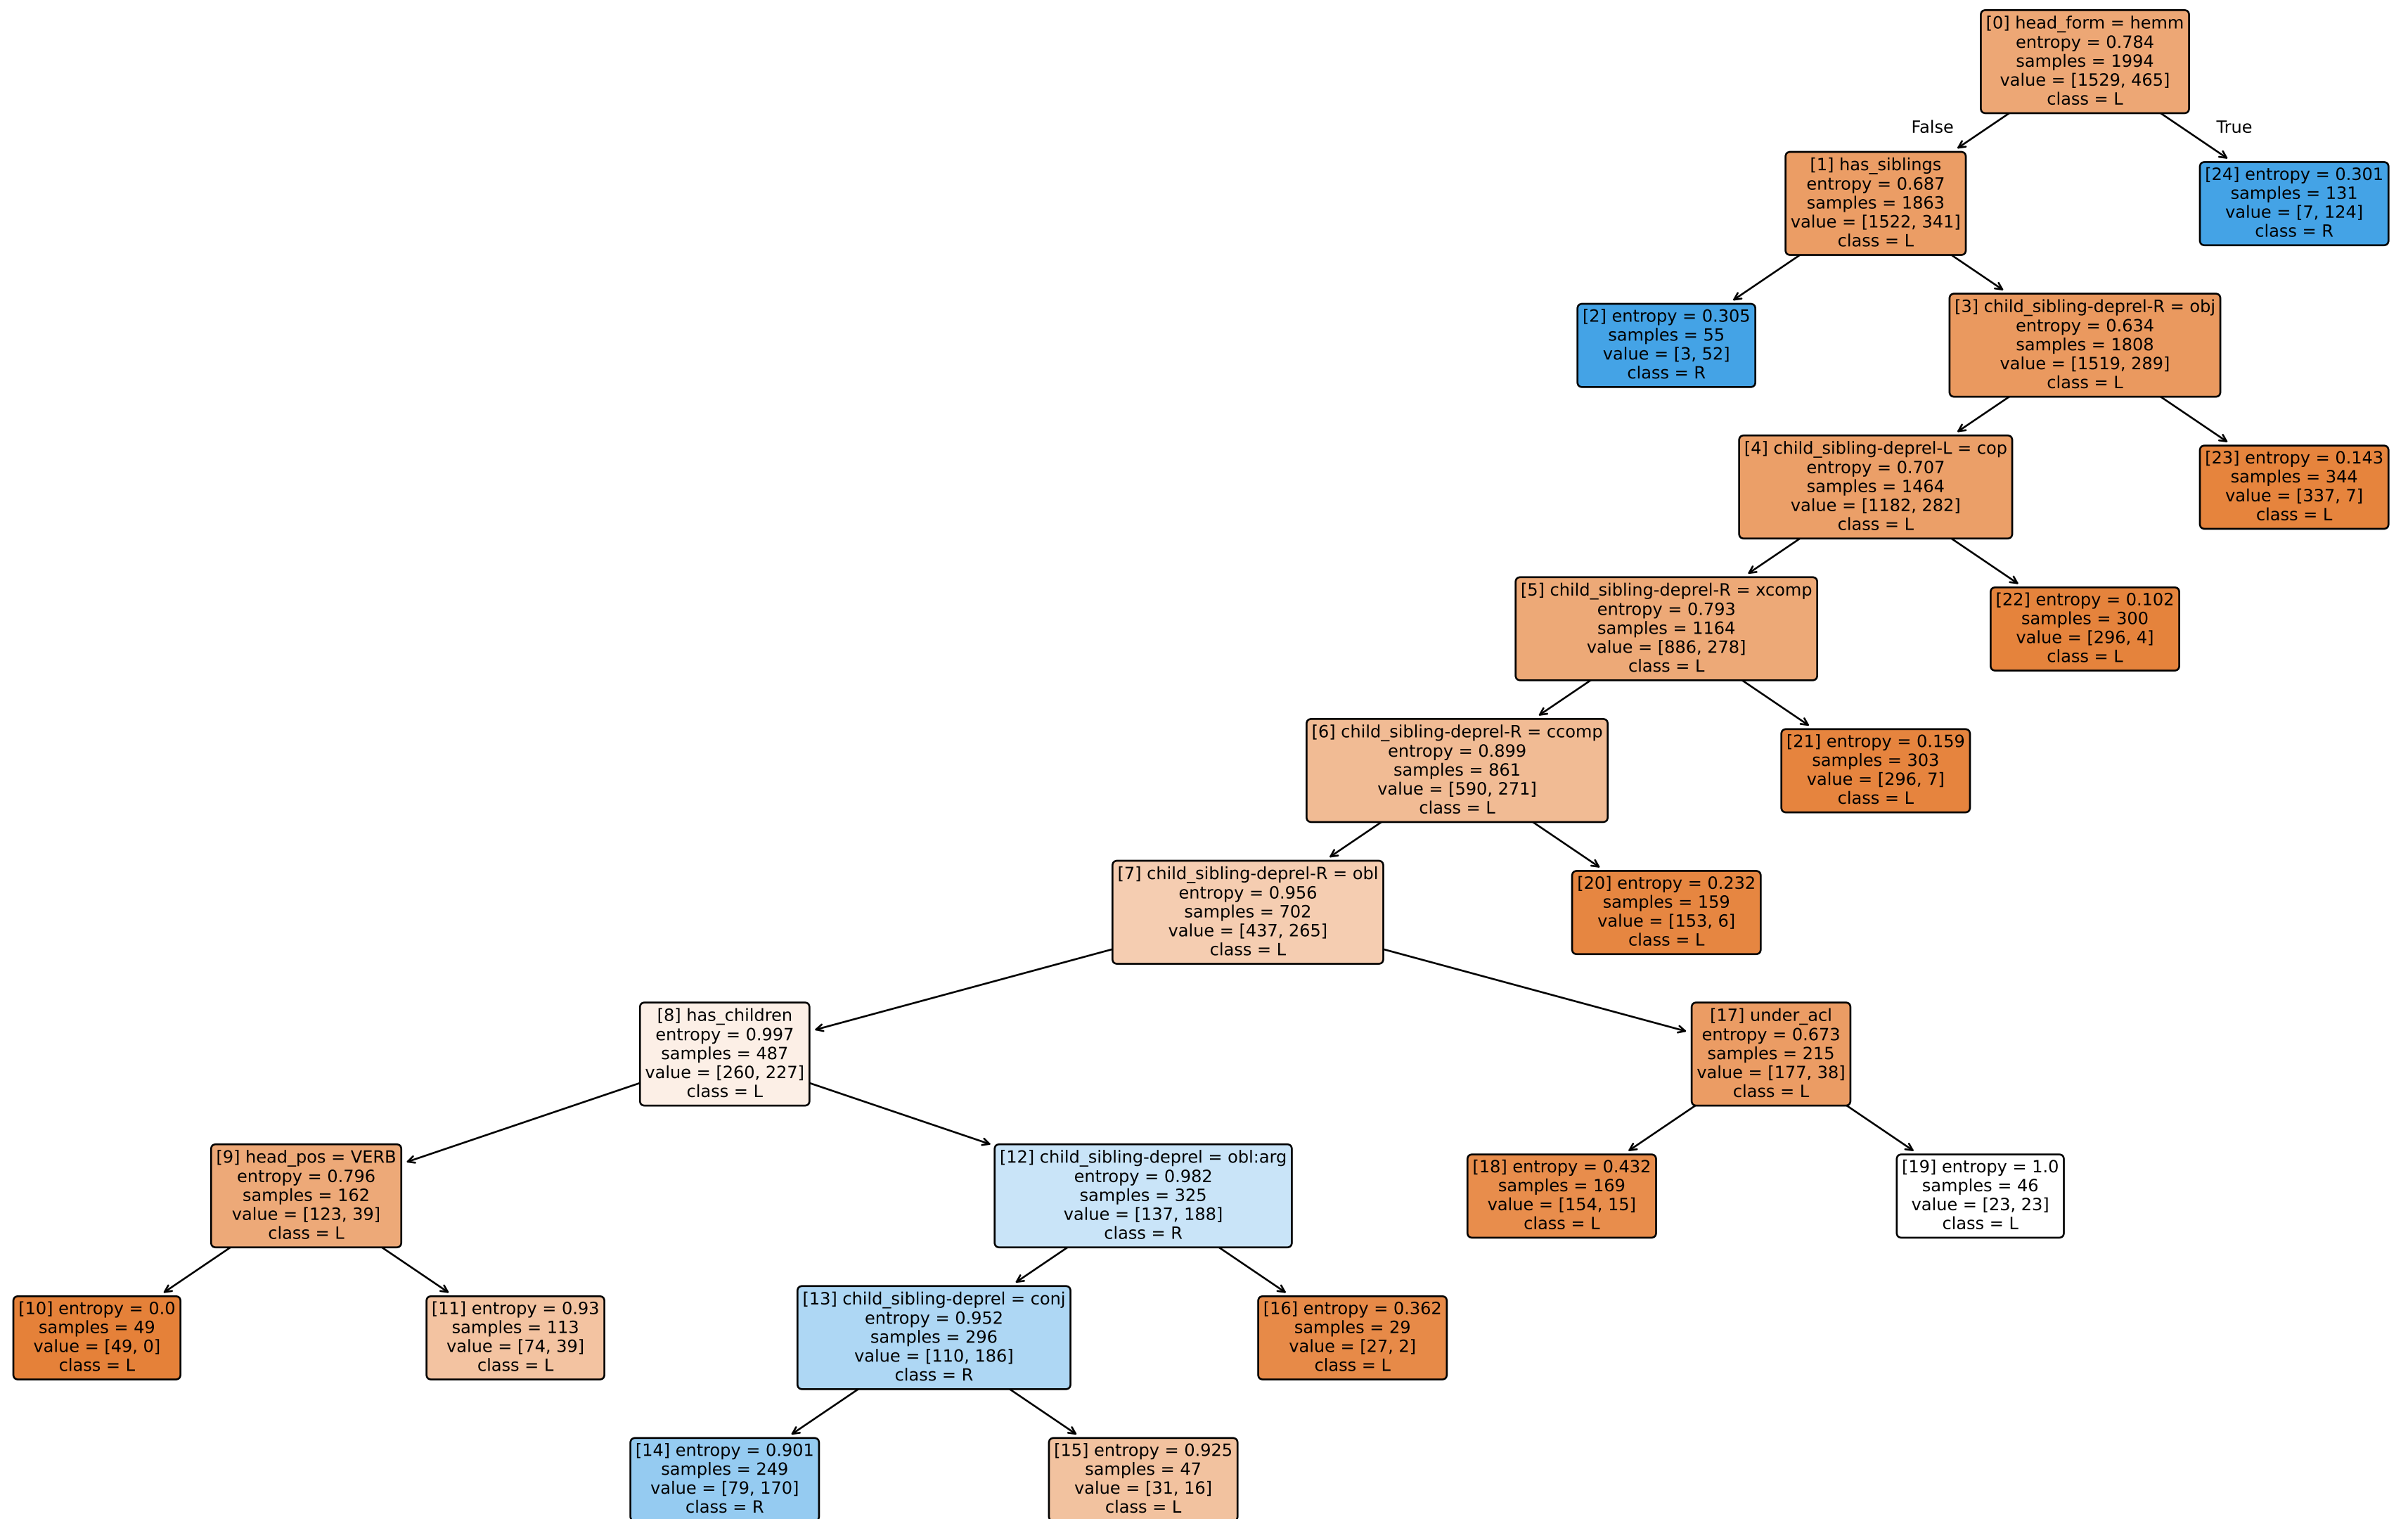 [0] head_form = hemm
entropy = 0.784
samples = 1994
value = [1529, 465]
class = L
False
True
[1] has_siblings
entropy = 0.687
samples = 1863
value = [1522, 341]
class = L
[24] entropy = 0.301
samples = 131
value = [7, 124]
class = R
[2] entropy = 0.305
samples = 55
value = [3, 52]
class = R
[3] child_sibling-deprel-R = obj
entropy = 0.634
samples = 1808
value = [1519, 289]
class = L
[4] child_sibling-deprel-L = cop
entropy = 0.707
samples = 1464
value = [1182, 282]
class = L
[23] entropy = 0.143
samples = 344
value = [337, 7]
class = L
[5] child_sibling-deprel-R = xcomp
entropy = 0.793
samples = 1164
value = [886, 278]
class = L
[22] entropy = 0.102
samples = 300
value = [296, 4]
class = L
[6] child_sibling-deprel-R = ccomp
entropy = 0.899
samples = 861
value = [590, 271]
class = L
[21] entropy = 0.159
samples = 303
value = [296, 7]
class = L
[7] child_sibling-deprel-R = obl
entropy = 0.956
samples = 702
value = [437, 265]
class = L
[20] entropy = 0.232
samples = 159
value = [153, 6]
class = L
[8] has_children
entropy = 0.997
samples = 487
value = [260, 227]
class = L
[17] under_acl
entropy = 0.673
samples = 215
value = [177, 38]
class = L
[9] head_pos = VERB
entropy = 0.796
samples = 162
value = [123, 39]
class = L
[12] child_sibling-deprel = obl:arg
entropy = 0.982
samples = 325
value = [137, 188]
class = R
[18] entropy = 0.432
samples = 169
value = [154, 15]
class = L
[19] entropy = 1.0
samples = 46
value = [23, 23]
class = L
[10] entropy = 0.0
samples = 49
value = [49, 0]
class = L
[11] entropy = 0.93
samples = 113
value = [74, 39]
class = L
[13] child_sibling-deprel = conj
entropy = 0.952
samples = 296
value = [110, 186]
class = R
[16] entropy = 0.362
samples = 29
value = [27, 2]
class = L
[14] entropy = 0.901
samples = 249
value = [79, 170]
class = R
[15] entropy = 0.925
samples = 47
value = [31, 16]
class = L